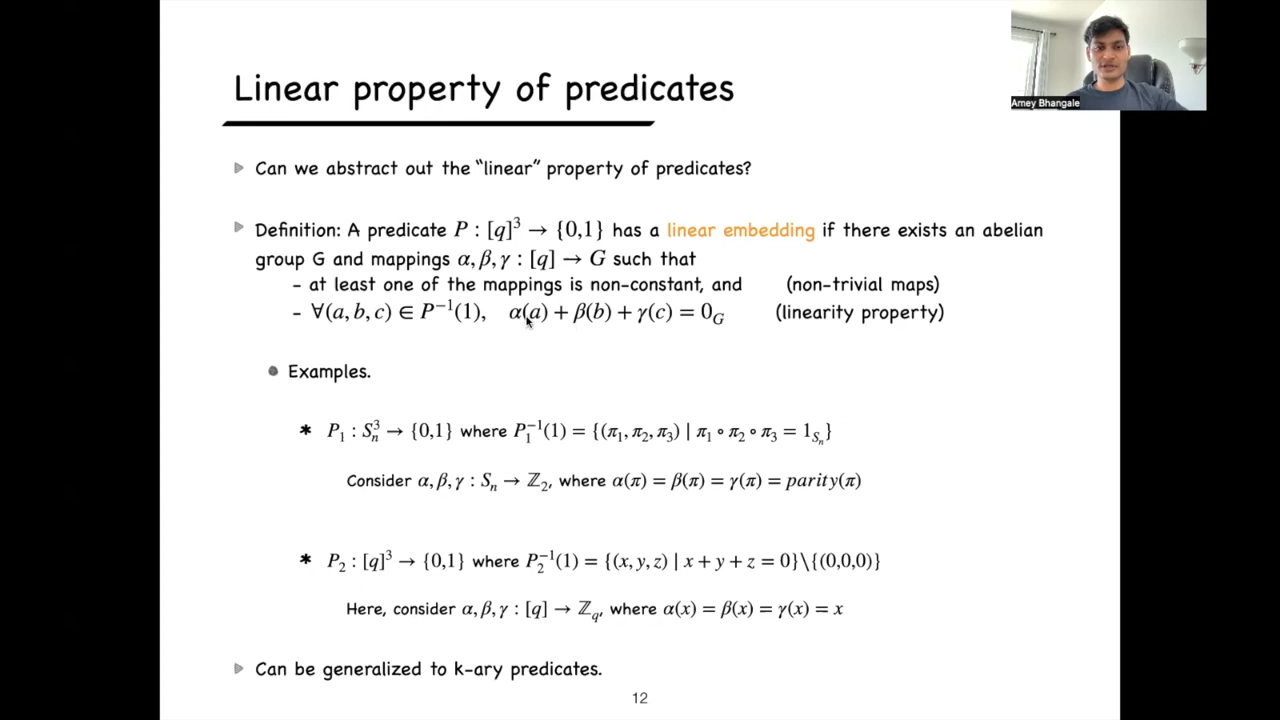 Amey Bhangale
Linear property of predicates
Can we abstract out the “linear” property of predicates?
Definition: A predicate P : [q]³ → {0,1} has a linear embedding if there exists an abelian
group G and mappings α, β, γ : [q] → G such that
- at least one of the mappings is non-constant, and (non-trivial maps)
- ∀(a, b, c) ∈ P⁻¹(1), α(a) + β(b) + γ(c) = 0_G (linearity property)
Examples.
* P₁ : Sₙ³ → {0,1} where P₁⁻¹(1) = {(π₁, π₂, π₃) | π₁ ∘ π₂ ∘ π₃ = 1_{Sₙ}}
Consider α, β, γ : Sₙ → ℤ₂, where α(π) = β(π) = γ(π) = parity(π)
* P₂ : [q]³ → {0,1} where P₂⁻¹(1) = {(x, y, z) | x + y + z = 0}\{(0,0,0)}
Here, consider α, β, γ : [q] → ℤ_q, where α(x) = β(x) = γ(x) = x
Can be generalized to k-ary predicates.
12